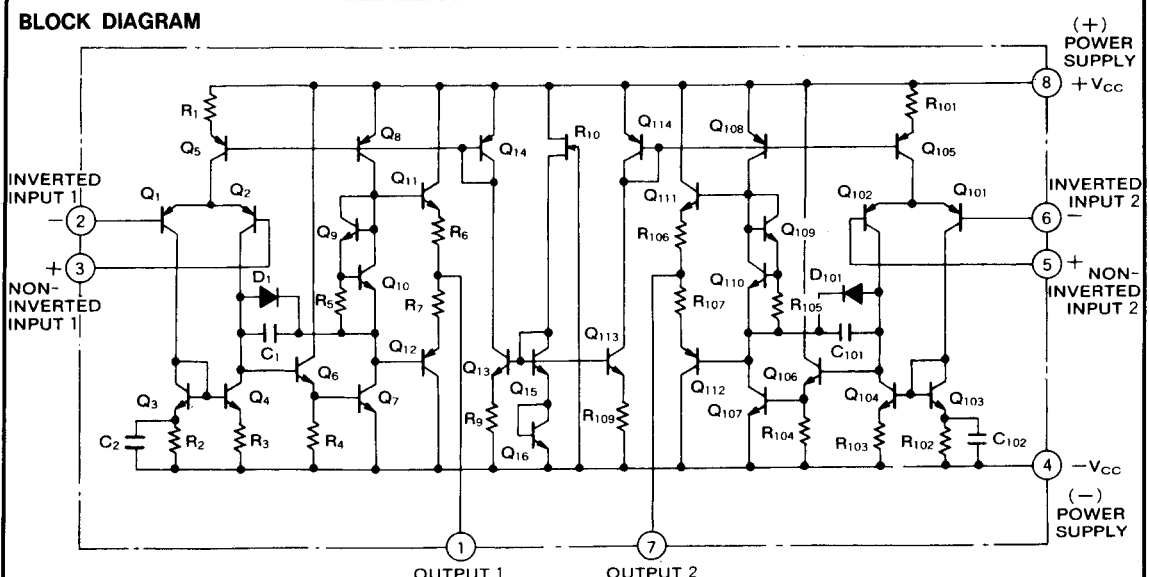 BLOCK DIAGRAM
(+)
POWER
SUPPLY
8 +VCC
R1
Q5
Q8
Q14
R10
Q114
Q108
R101
Q105
INVERTED
INPUT 1
− 2
Q1
Q2
Q11
Q111
Q102
Q101
INVERTED
INPUT 2
6 −
+ 3
NON-
INVERTED
INPUT 1
Q9
R6
R106
Q109
5 +
NON-
INVERTED
INPUT 2
D1
Q10
Q110
D101
R5
R7
R107
R105
C1
Q12
Q113
C101
Q6
Q13
Q15
Q112
Q106
Q3
Q4
Q7
Q107
Q104
Q103
C2
R2
R3
R4
R9
Q16
R109
R104
R103
R102
C102
4 −VCC
(−)
POWER
SUPPLY
1
7
OUTPUT 1
OUTPUT 2